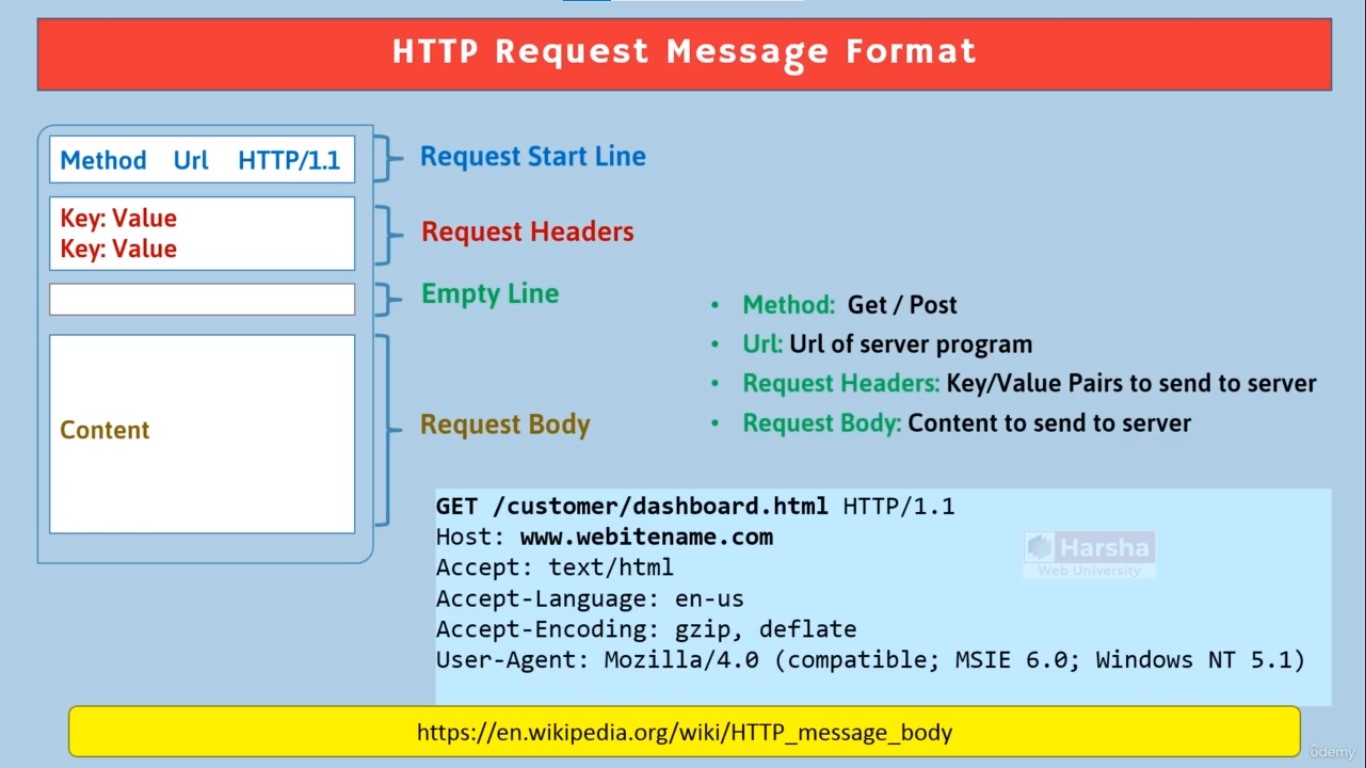 HTTP Request Message Format
Method Url HTTP/1.1
Request Start Line
Key: Value
Key: Value
Request Headers
Empty Line
Content
Request Body
• Method: Get / Post
• Url: Url of server program
• Request Headers: Key/Value Pairs to send to server
• Request Body: Content to send to server
GET /customer/dashboard.html HTTP/1.1
Host: www.webitename.com
Accept: text/html
Accept-Language: en-us
Accept-Encoding: gzip, deflate
User-Agent: Mozilla/4.0 (compatible; MSIE 6.0; Windows NT 5.1)
Harsha
Web University
https://en.wikipedia.org/wiki/HTTP_message_body
ûdemy